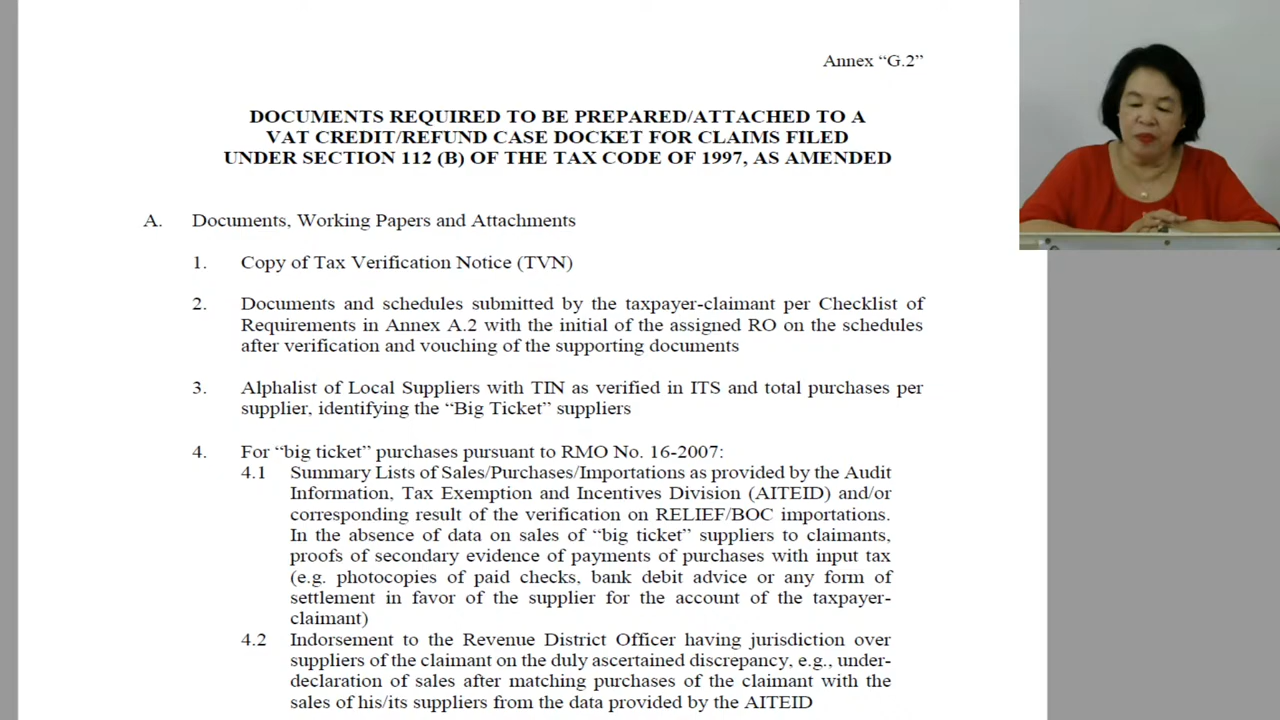 Annex “G.2”
DOCUMENTS REQUIRED TO BE PREPARED/ATTACHED TO A
VAT CREDIT/REFUND CASE DOCKET FOR CLAIMS FILED
UNDER SECTION 112 (B) OF THE TAX CODE OF 1997, AS AMENDED
A. Documents, Working Papers and Attachments
1. Copy of Tax Verification Notice (TVN)
2. Documents and schedules submitted by the taxpayer-claimant per Checklist of
Requirements in Annex A.2 with the initial of the assigned RO on the schedules
after verification and vouching of the supporting documents
3. Alphalist of Local Suppliers with TIN as verified in ITS and total purchases per
supplier, identifying the “Big Ticket” suppliers
4. For “big ticket” purchases pursuant to RMO No. 16-2007:
4.1 Summary Lists of Sales/Purchases/Importations as provided by the Audit
Information, Tax Exemption and Incentives Division (AITEID) and/or
corresponding result of the verification on RELIEF/BOC importations.
In the absence of data on sales of “big ticket” suppliers to claimants,
proofs of secondary evidence of payments of purchases with input tax
(e.g. photocopies of paid checks, bank debit advice or any form of
settlement in favor of the supplier for the account of the taxpayer-
claimant)
4.2 Indorsement to the Revenue District Officer having jurisdiction over
suppliers of the claimant on the duly ascertained discrepancy, e.g., under-
declaration of sales after matching purchases of the claimant with the
sales of his/its suppliers from the data provided by the AITEID